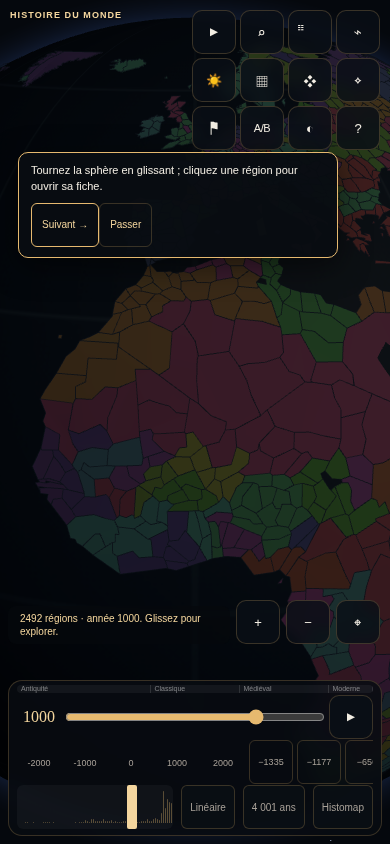 HISTOIRE DU MONDE
A/B
?
Tournez la sphère en glissant ; cliquez une région pour
ouvrir sa fiche.
Suivant →
Passer
2492 régions · année 1000. Glissez pour
explorer.
+
−
Antiquité
Classique
Médiéval
Moderne
1000
-2000
-1000
0
1000
2000
−1335
−1177
Linéaire
4 001 ans
Histomap